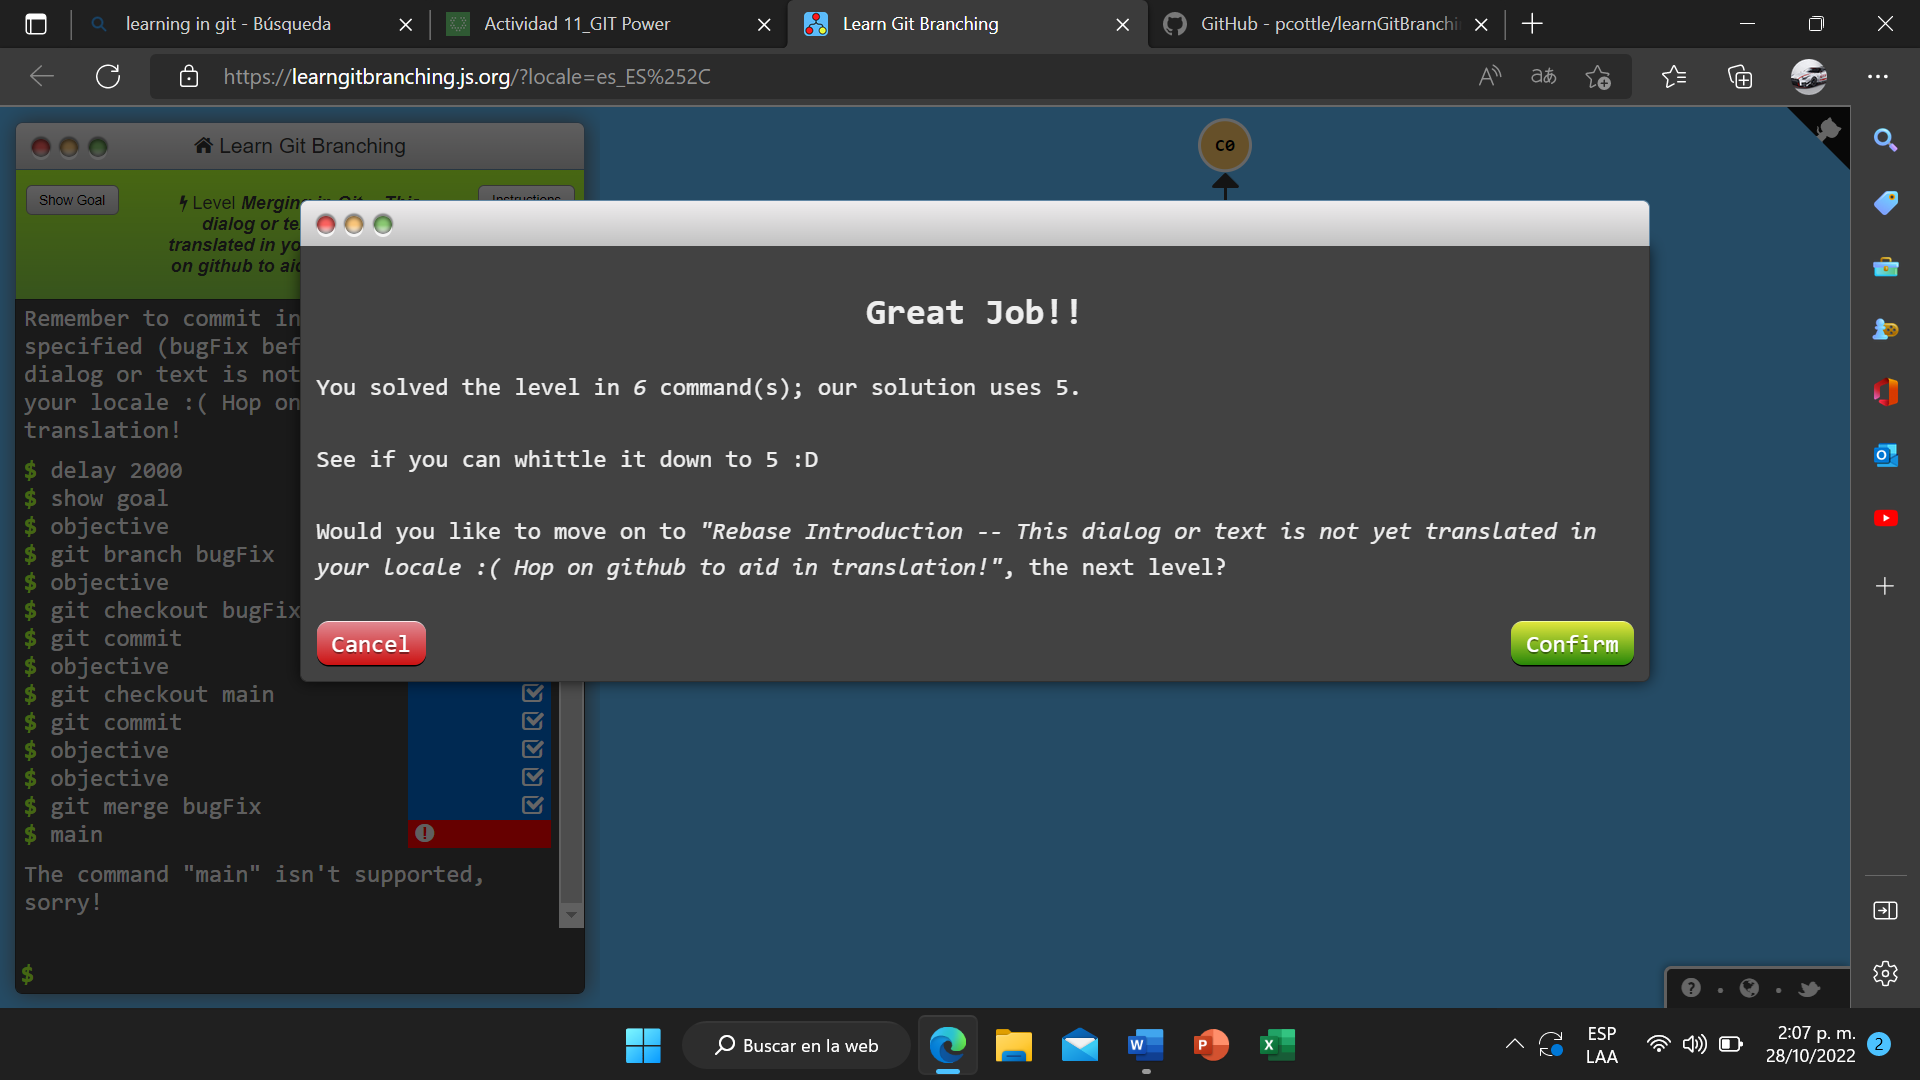 learning in git - Búsqueda
Actividad 11_GIT Power
Learn Git Branching
GitHub - pcottle/learnGitBranchi
https://learngitbranching.js.org/?locale=es_ES%252C
Learn Git Branching
Show Goal
Level Merging in Git -- This
dialog or te
translated in yo
on github to aid
Instructions
C0
Remember to commit in
specified (bugFix bef
dialog or text is not
your locale :( Hop on
translation!
$ delay 2000
$ show goal
$ objective
$ git branch bugFix
$ objective
$ git checkout bugFix
$ git commit
$ objective
$ git checkout main
$ git commit
$ objective
$ objective
$ git merge bugFix
$ main
The command "main" isn't supported,
sorry!
$
Great Job!!
You solved the level in 6 command(s); our solution uses 5.
See if you can whittle it down to 5 :D
Would you like to move on to "Rebase Introduction -- This dialog or text is not yet translated in
your locale :( Hop on github to aid in translation!", the next level?
Cancel
Confirm
Buscar en la web
ESP
LAA
2:07 p. m.
28/10/2022
2